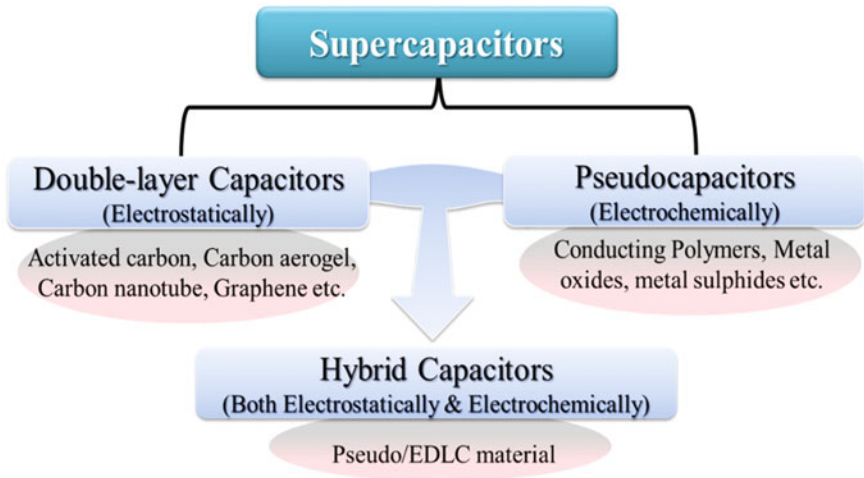 Supercapacitors
Double-layer Capacitors
(Electrostatically)
Activated carbon, Carbon aerogel,
Carbon nanotube, Graphene etc.
Pseudocapacitors
(Electrochemically)
Conducting Polymers, Metal
oxides, metal sulphides etc.
Hybrid Capacitors
(Both Electrostatically & Electrochemically)
Pseudo/EDLC material